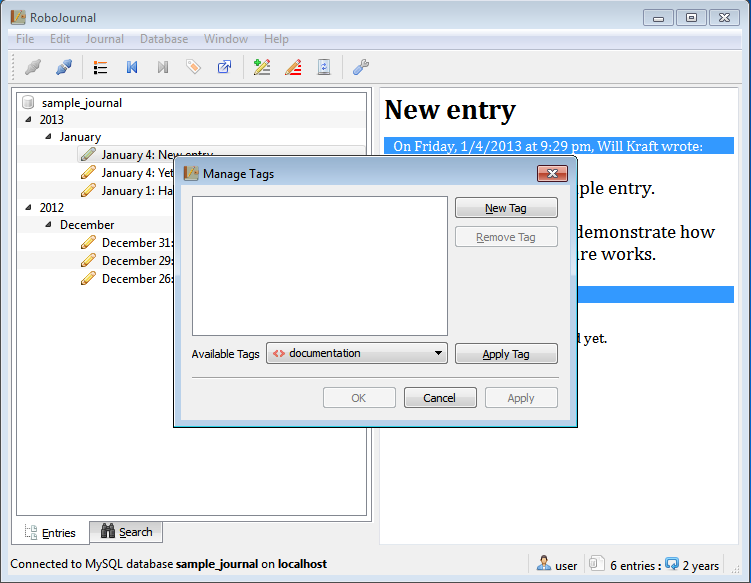 RoboJournal
File Edit Journal Database Window Help
sample_journal
2013
January
January 4: New entry
January 4: Yet
January 1: Ha
2012
December
December 31:
December 29:
December 26:
New entry
On Friday, 1/4/2013 at 9:29 pm, Will Kraft wrote:
ple entry.
demonstrate how
re works.
yet.
Manage Tags
New Tag
Remove Tag
Available Tags
documentation
Apply Tag
OK
Cancel
Apply
Entries
Search
Connected to MySQL database sample_journal on localhost
user
6 entries :
2 years